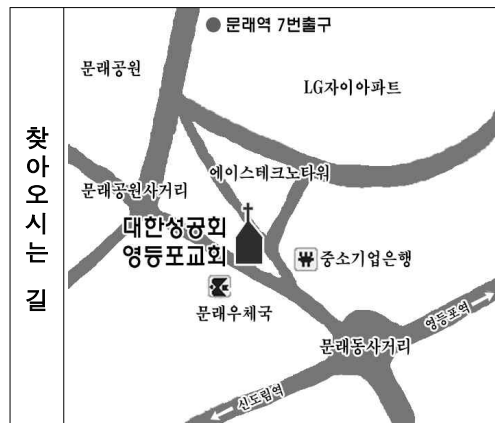 찾아오시는 길
문래역 7번출구
문래공원
LG자이아파트
에이스테크노타워
문래공원사거리
대한성공회
영등포교회
₩ 중소기업은행
문래우체국
영등포역
문래동사거리
신도림역